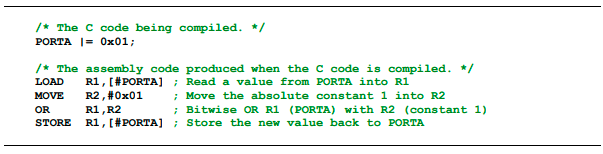 /* The C code being compiled. */
PORTA |= 0x01;
/* The assembly code produced when the C code is compiled. */
LOAD R1,[#PORTA] ; Read a value from PORTA into R1
MOVE R2,#0x01 ; Move the absolute constant 1 into R2
OR R1,R2 ; Bitwise OR R1 (PORTA) with R2 (constant 1)
STORE R1,[#PORTA] ; Store the new value back to PORTA